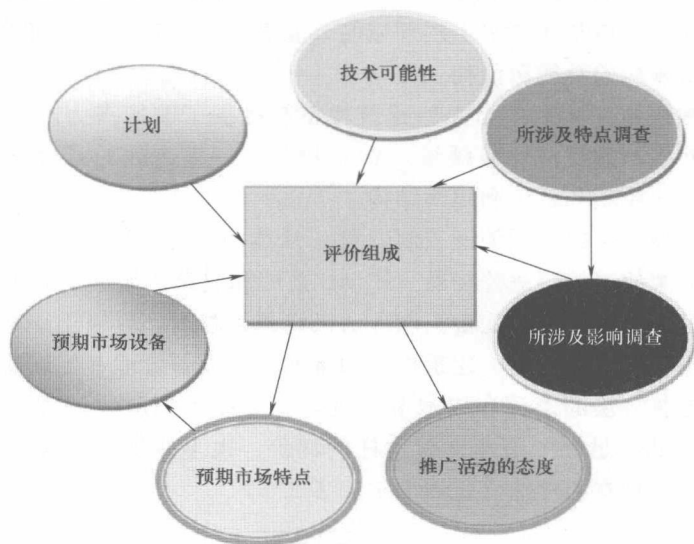 技术可能性
计划
所涉及特点调查
评价组成
预期市场设备
所涉及影响调查
预期市场特点
推广活动的态度